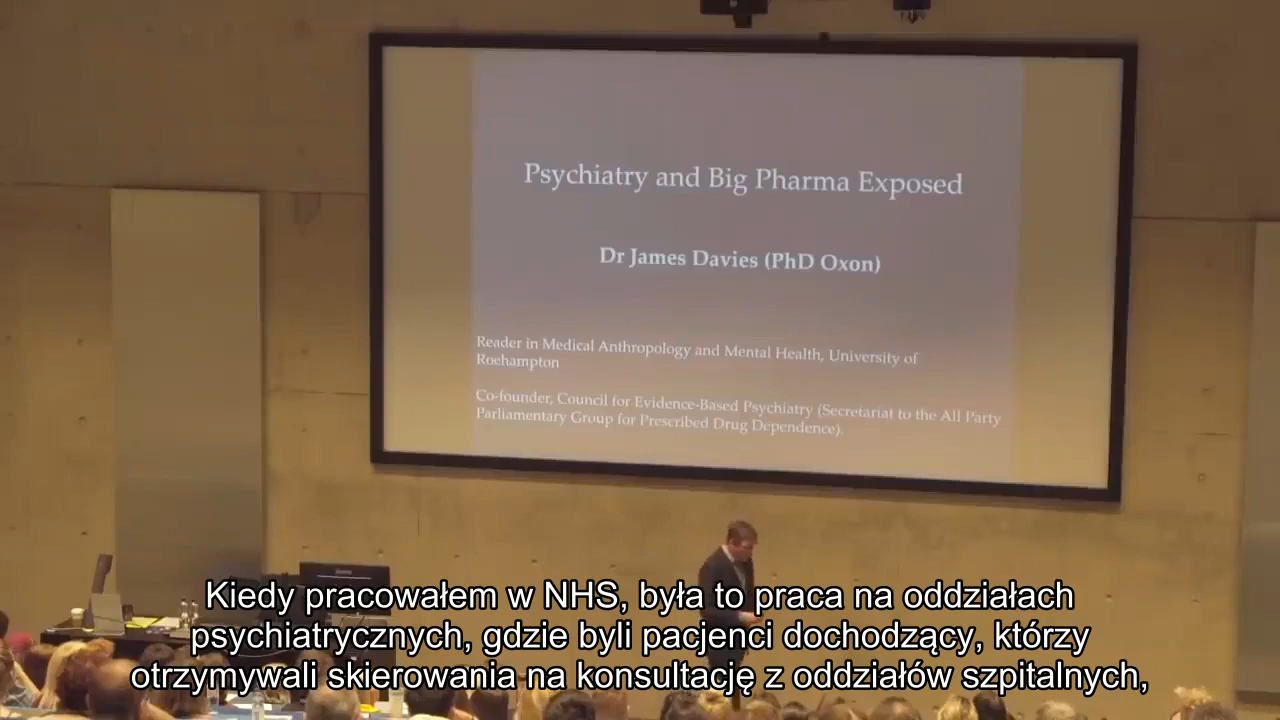 Psychiatry and Big Pharma Exposed
Dr James Davies (PhD Oxon)
Reader in Medical Anthropology and Mental Health, University of
Roehampton
Co-founder, Council for Evidence-Based Psychiatry (Secretariat to the All Party
Parliamentary Group for Prescribed Drug Dependence).
Kiedy pracowałem w NHS, była to praca na oddziałach
psychiatrycznych, gdzie byli pacjenci dochodzący, którzy
otrzymywali skierowania na konsultację z oddziałów szpitalnych,